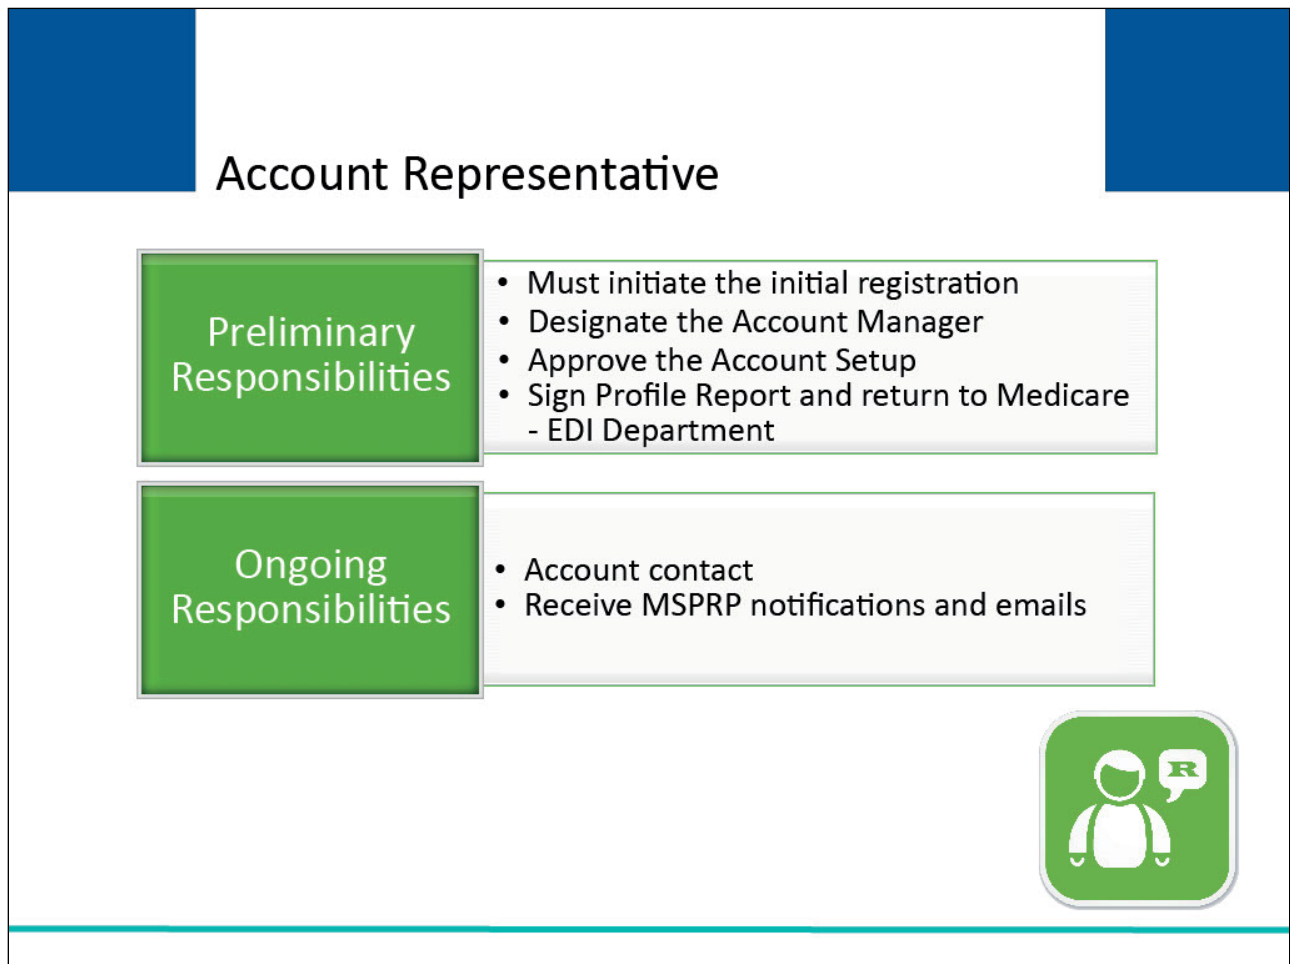 Account Representative
Preliminary
Responsibilities
• Must initiate the initial registration
• Designate the Account Manager
• Approve the Account Setup
• Sign Profile Report and return to Medicare
- EDI Department
Ongoing
Responsibilities
• Account contact
• Receive MSPRP notifications and emails
R